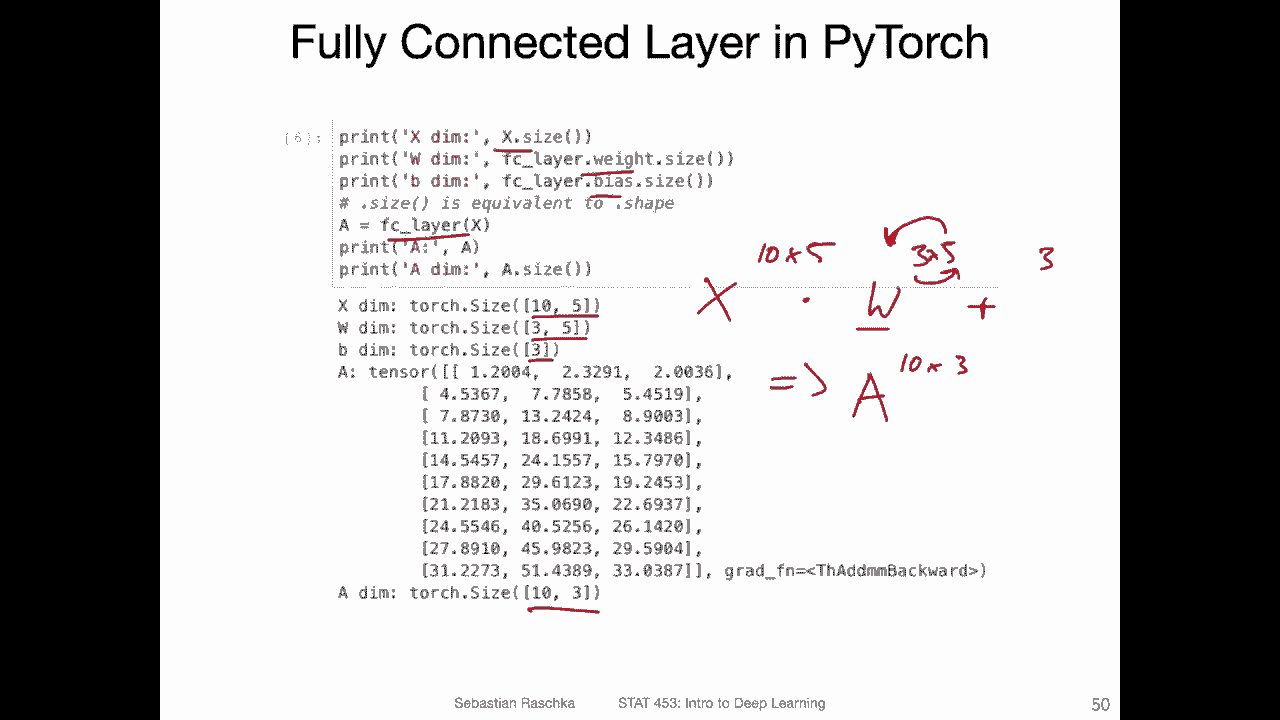 Fully Connected Layer in PyTorch
[6]:
print('X dim:', X.size())
print('W dim:', fc_layer.weight.size())
print('b dim:', fc_layer.bias.size())
# .size() is equivalent to .shape
A = fc_layer(X)
print('A:', A)
print('A dim:', A.size())
10 × 5 3×5 3
X · W +
X dim: torch.Size([10, 5])
W dim: torch.Size([3, 5])
b dim: torch.Size([3])
A: tensor([[ 1.2004, 2.3291, 2.0036],
[ 4.5367, 7.7858, 5.4519],
[ 7.8730, 13.2424, 8.9003],
[11.2093, 18.6991, 12.3486],
[14.5457, 24.1557, 15.7970],
[17.8820, 29.6123, 19.2453],
[21.2183, 35.0690, 22.6937],
[24.5546, 40.5256, 26.1420],
[27.8910, 45.9823, 29.5904],
[31.2273, 51.4389, 33.0387]], grad_fn=<ThAddmmBackward>)
=> A 10 × 3
A dim: torch.Size([10, 3])
Sebastian Raschka STAT 453: Intro to Deep Learning 50